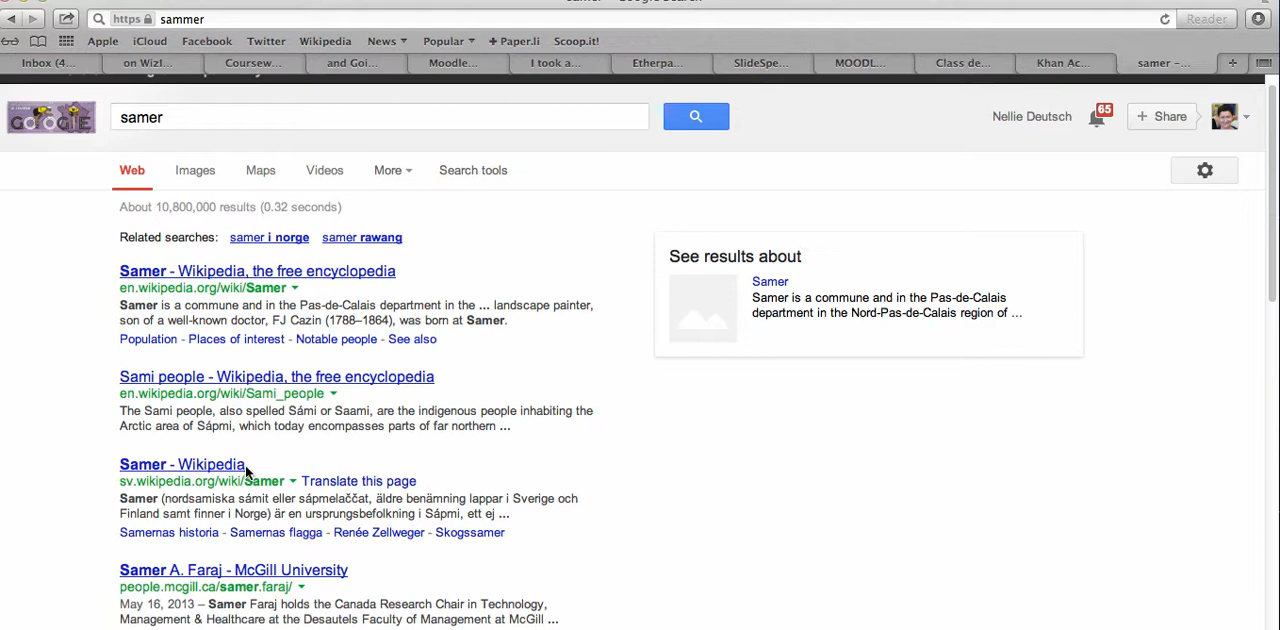 samer – Google Search
https sammer Reader
Apple iCloud Facebook Twitter Wikipedia News Popular + Paper.li Scoop.it!
Inbox (4... on WizI... Coursew... and Goi... Moodle... I took a... Etherpa... SlideSpe... MOODL... Class de... Khan Ac... samer –...
GOOGLE samer Nellie Deutsch 65 + Share
Web Images Maps Videos More Search tools
About 10,800,000 results (0.32 seconds)
Related searches: samer i norge samer rawang
Samer - Wikipedia, the free encyclopedia
en.wikipedia.org/wiki/Samer
Samer is a commune and in the Pas-de-Calais department in the ... landscape painter,
son of a well-known doctor, FJ Cazin (1788–1864), was born at Samer.
Population - Places of interest - Notable people - See also
See results about
Samer
Samer is a commune and in the Pas-de-Calais
department in the Nord-Pas-de-Calais region of ...
Sami people - Wikipedia, the free encyclopedia
en.wikipedia.org/wiki/Sami_people
The Sami people, also spelled Sámi or Saami, are the indigenous people inhabiting the
Arctic area of Sápmi, which today encompasses parts of far northern ...
Samer - Wikipedia
sv.wikipedia.org/wiki/Samer Translate this page
Samer (nordsamiska sámit eller sápmelaččat, äldre benämning lappar i Sverige och
Finland samt finner i Norge) är en ursprungsbefolkning i Sápmi, ett ej ...
Samernas historia - Samernas flagga - Renée Zellweger - Skogssamer
Samer A. Faraj - McGill University
people.mcgill.ca/samer.faraj/
May 16, 2013 – Samer Faraj holds the Canada Research Chair in Technology,
Management & Healthcare at the Desautels Faculty of Management at McGill ...